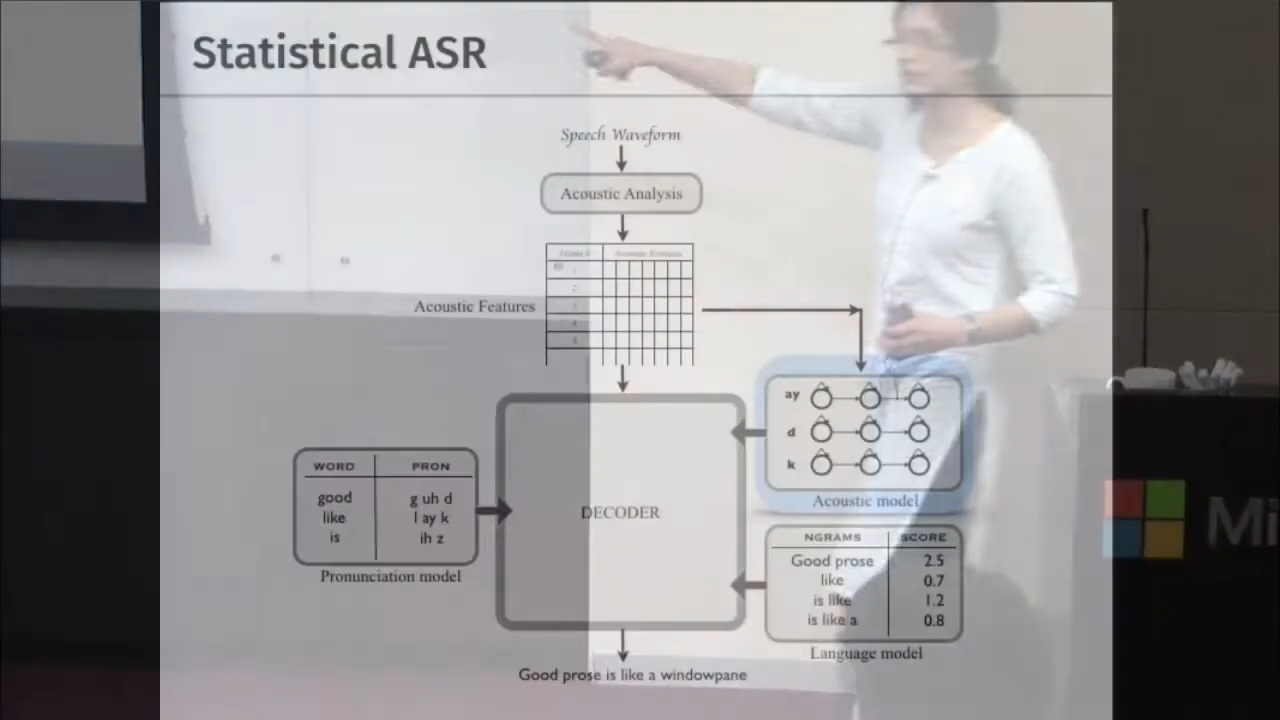 Statistical ASR
Speech Waveform
Acoustic Analysis
Acoustic Features
2
ay
d
k
Acoustic model
WORD PRON
good g uh d
like l ay k
is ih z
Pronunciation model
DECODER
NGRAMS SCORE
Good prose 2.5
like 0.7
is like 1.2
is like a 0.8
Language model
Good prose is like a windowpane
Mi